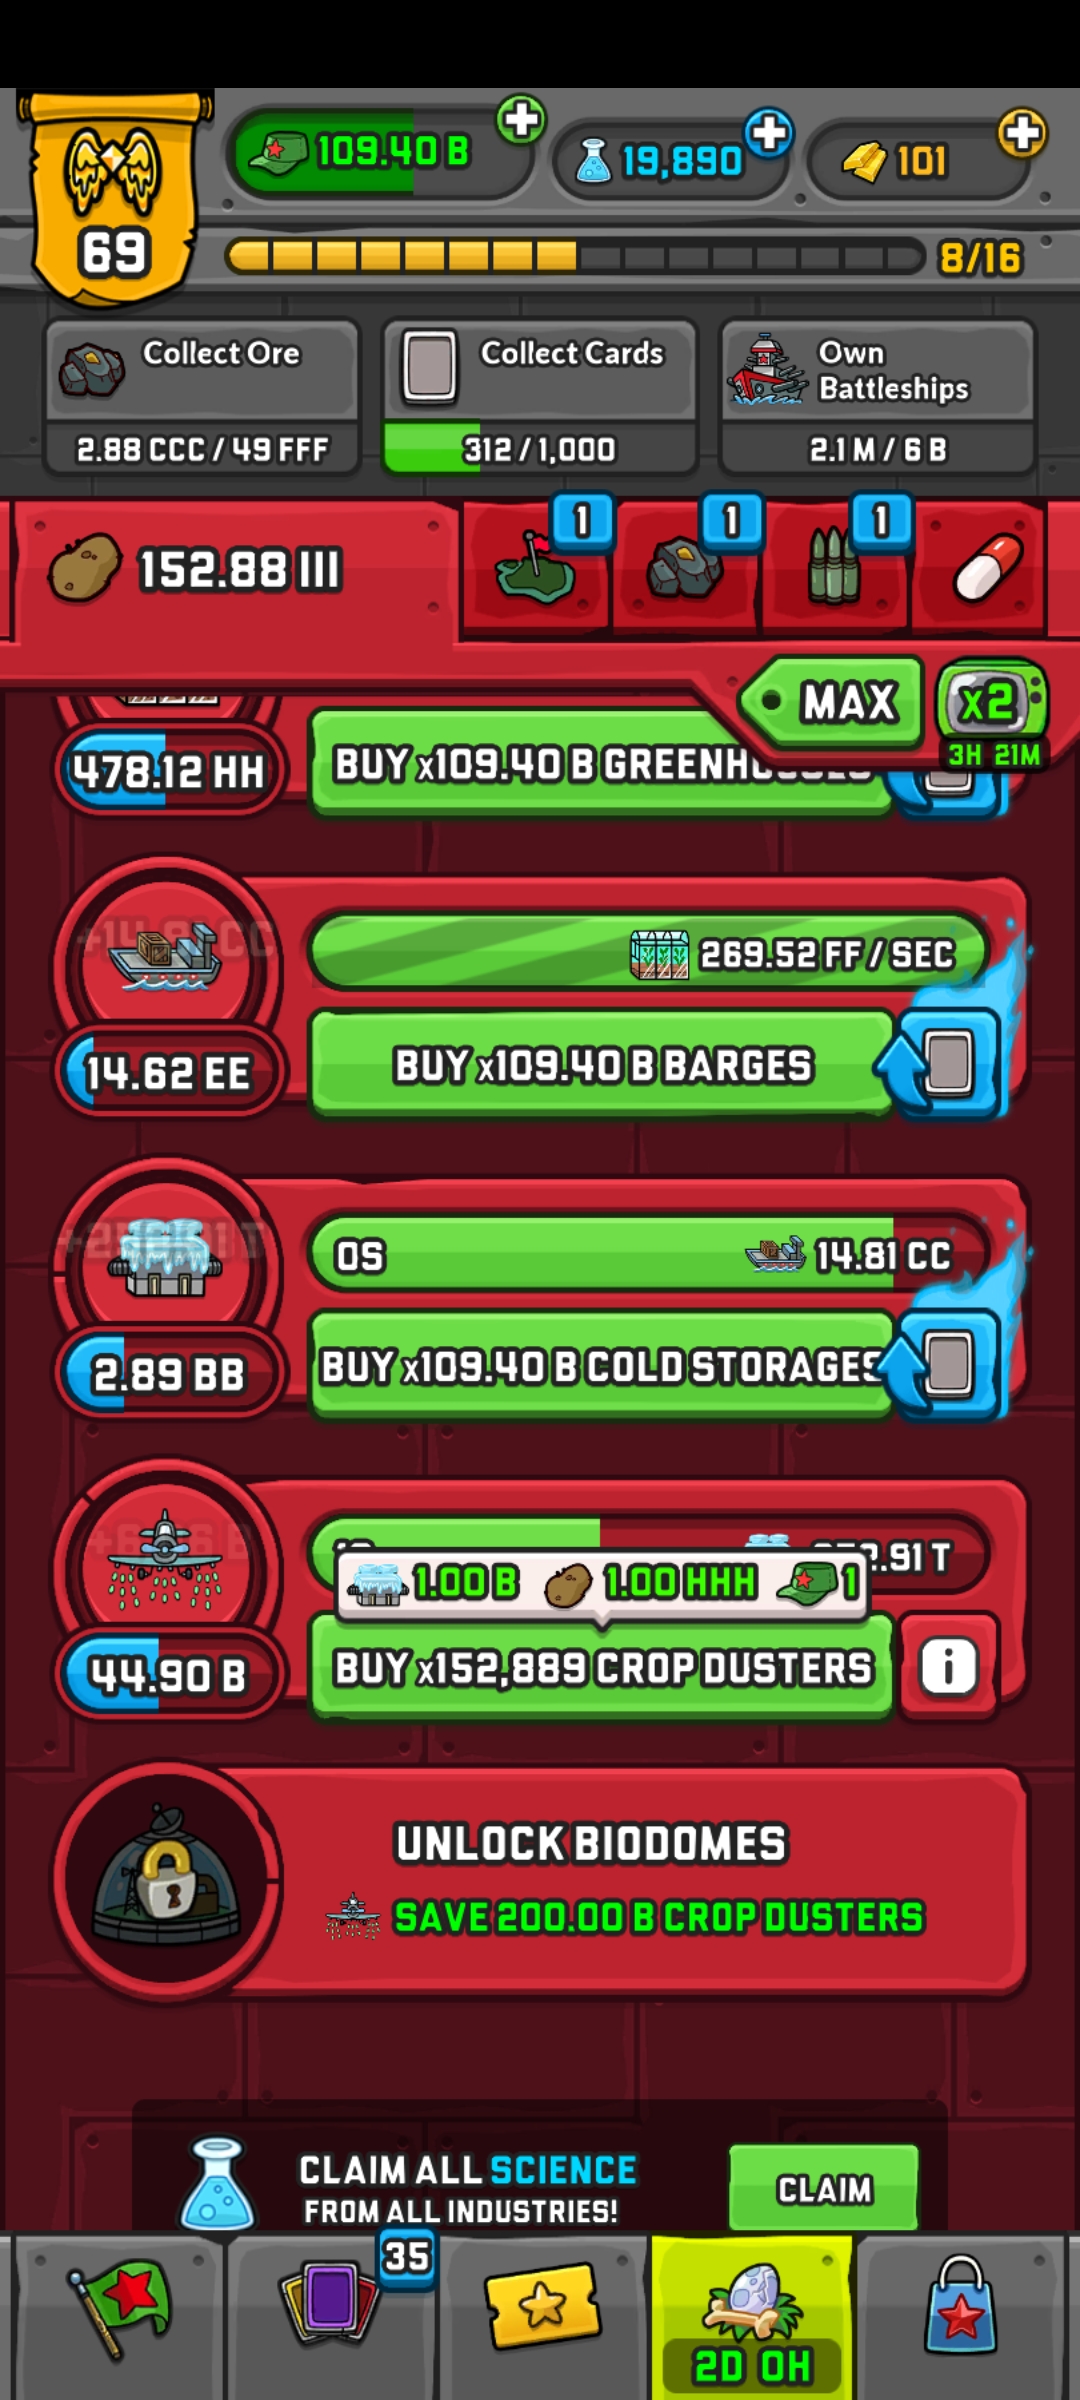 109.40 B
19,890
101
69
8/16
Collect Ore
2.88 CCC / 49 FFF
Collect Cards
312 / 1,000
Own
Battleships
2.1 M / 6 B
152.88 III
1
1
1
MAX
x2
3H 21M
478.12 HH
BUY x109.40 B GREENHOUSES
269.52 FF / SEC
14.62 EE
BUY x109.40 B BARGES
0S
14.81 CC
2.89 BB
BUY x109.40 B COLD STORAGES
1.00 B
1.00 HHH
1
44.90 B
BUY x152,889 CROP DUSTERS
i
UNLOCK BIODOMES
SAVE 200.00 B CROP DUSTERS
CLAIM ALL SCIENCE
FROM ALL INDUSTRIES!
CLAIM
35
2D 0H